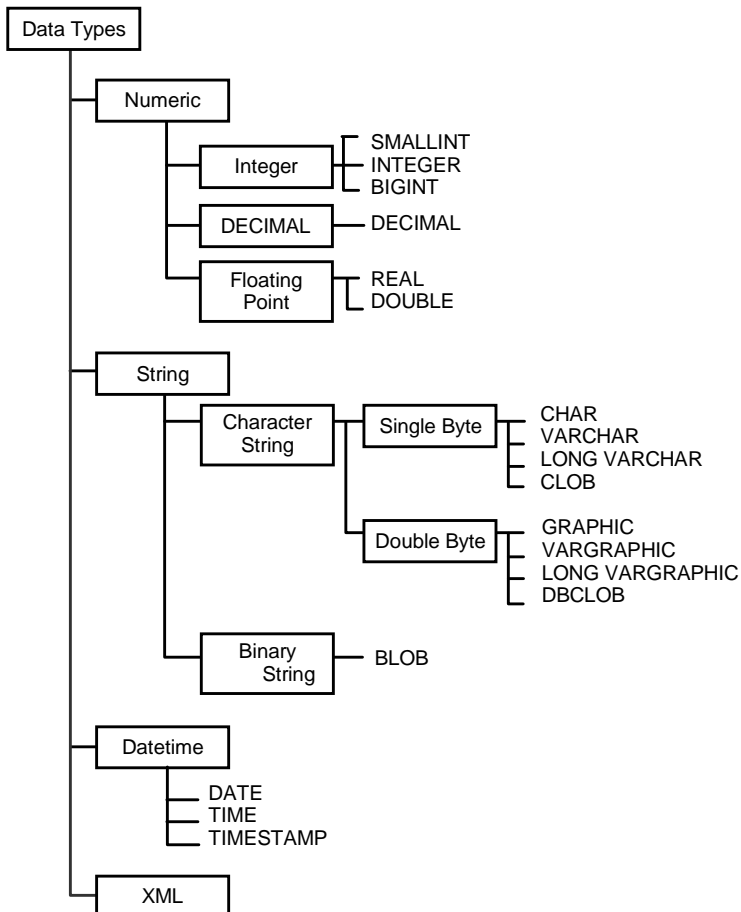 Data Types
Numeric
Integer
SMALLINT
INTEGER
BIGINT
DECIMAL
DECIMAL
Floating
Point
REAL
DOUBLE
String
Character
String
Single Byte
CHAR
VARCHAR
LONG VARCHAR
CLOB
Double Byte
GRAPHIC
VARGRAPHIC
LONG VARGRAPHIC
DBCLOB
Binary
String
BLOB
Datetime
DATE
TIME
TIMESTAMP
XML